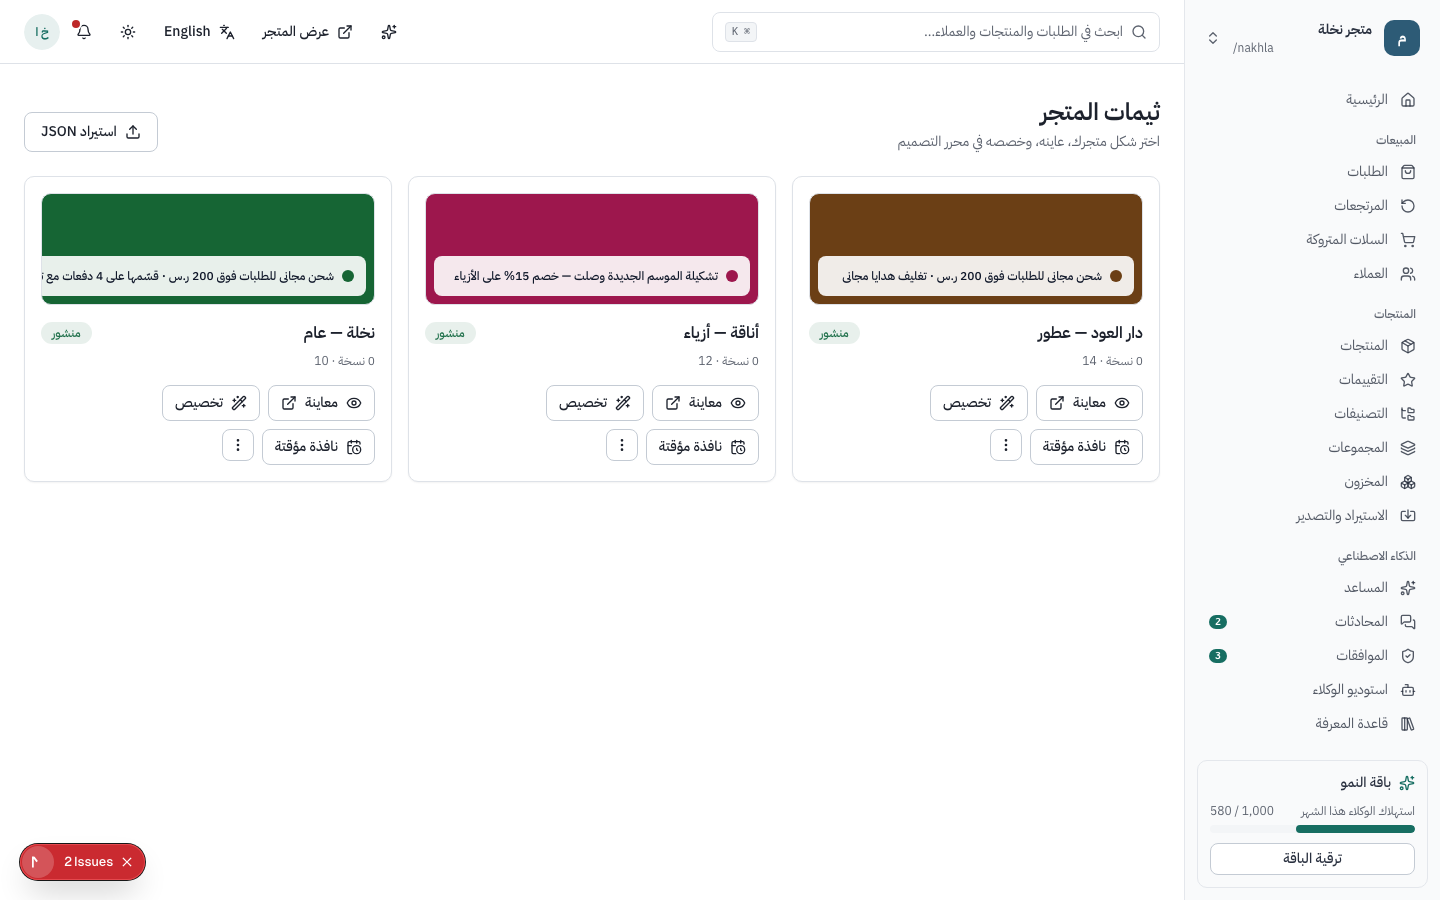 متجر نخلة
/nakhla
م
ابحث في الطلبات والمنتجات والعملاء...
⌘ K
عرض المتجر
English
خ ا
الرئيسية
المبيعات
الطلبات
المرتجعات
السلات المتروكة
العملاء
المنتجات
المنتجات
التقييمات
التصنيفات
المجموعات
المخزون
الاستيراد والتصدير
الذكاء الاصطناعي
المساعد
المحادثات
2
الموافقات
3
استوديو الوكلاء
قاعدة المعرفة
باقة النمو
استهلاك الوكلاء هذا الشهر
580 / 1,000
ترقية الباقة
ثيمات المتجر
اختر شكل متجرك، عاينه، وخصصه في محرر التصميم
استيراد JSON
شحن مجاني للطلبات فوق 200 ر.س · تغليف هدايا مجاني
دار العود — عطور
منشور
0 نسخة · 14
معاينة
تخصيص
نافذة مؤقتة
تشكيلة الموسم الجديدة وصلت — خصم 15% على الأزياء
أناقة — أزياء
منشور
0 نسخة · 12
معاينة
تخصيص
نافذة مؤقتة
شحن مجاني للطلبات فوق 200 ر.س · قسّمها على 4 دفعات مع
نخلة — عام
منشور
0 نسخة · 10
معاينة
تخصيص
نافذة مؤقتة
2 Issues